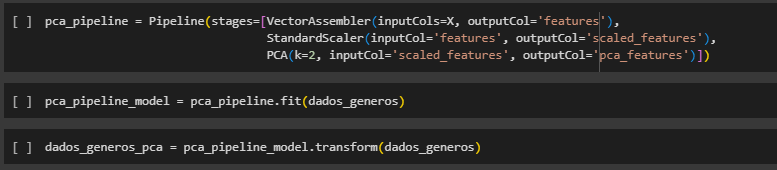 [ ] pca_pipeline = Pipeline(stages=[VectorAssembler(inputCols=X, outputCol='features'),
StandardScaler(inputCol='features', outputCol='scaled_features'),
PCA(k=2, inputCol='scaled_features', outputCol='pca_features')])
[ ] pca_pipeline_model = pca_pipeline.fit(dados_generos)
[ ] dados_generos_pca = pca_pipeline_model.transform(dados_generos)